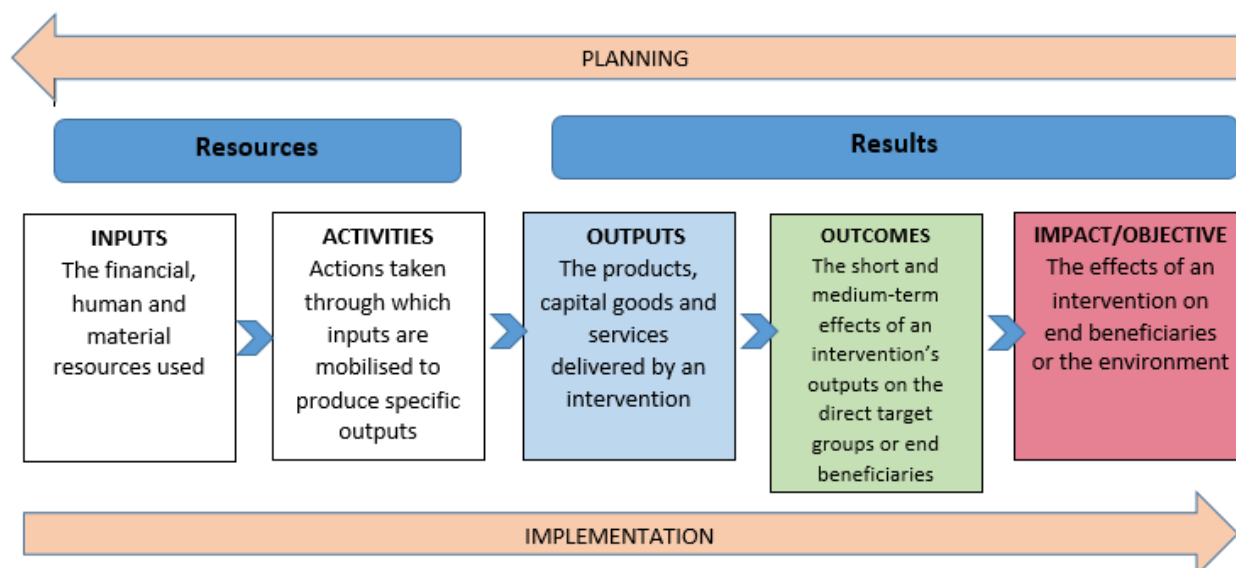 PLANNING
Resources
Results
INPUTS
The financial,
human and
material
resources used
ACTIVITIES
Actions taken
through which
inputs are
mobilised to
produce specific
outputs
OUTPUTS
The products,
capital goods and
services
delivered by an
intervention
OUTCOMES
The short and
medium-term
effects of an
intervention's
outputs on the
direct target
groups or end
beneficiaries
IMPACT/OBJECTIVE
The effects of an
intervention on
end beneficiaries
or the environment
IMPLEMENTATION